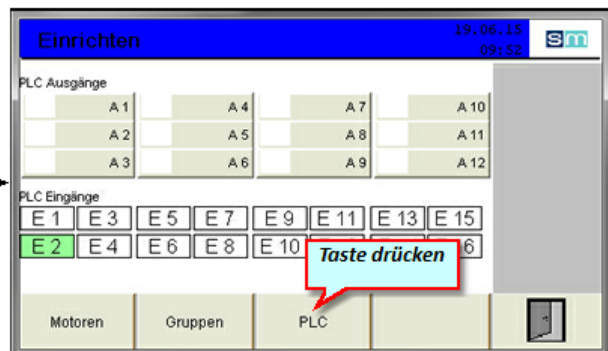 Einrichten
19.06.15
09:52
sm
PLC Ausgänge
A 1 A 4 A 7 A 10
A 2 A 5 A 8 A 11
A 3 A 6 A 9 A 12
PLC Eingänge
E 1 E 3 E 5 E 7 E 9 E 11 E 13 E 15
E 2 E 4 E 6 E 8 E 10 6
Taste drücken
Motoren Gruppen PLC